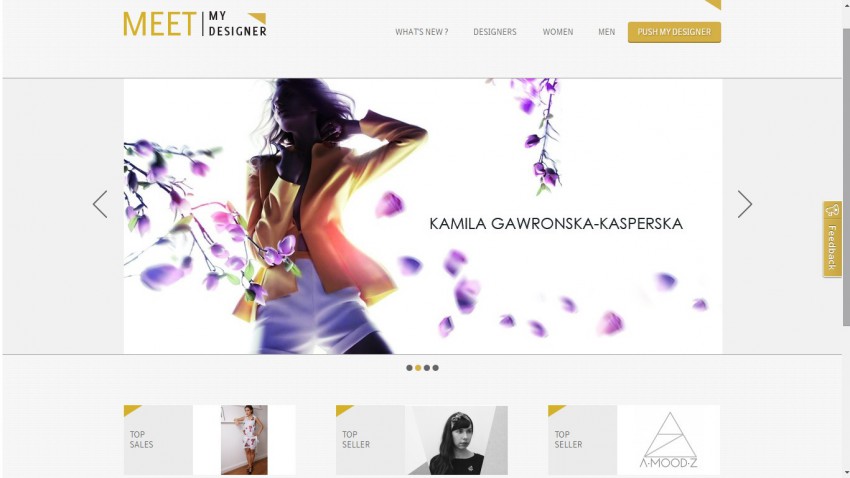 MEET MY DESIGNER
WHAT'S NEW ?
DESIGNERS
WOMEN
MEN
PUSH MY DESIGNER
KAMILA GAWRONSKA-KASPERSKA
Feedback
TOP
SALES
TOP
SELLER
TOP
SELLER
Λ-MOOD-Z